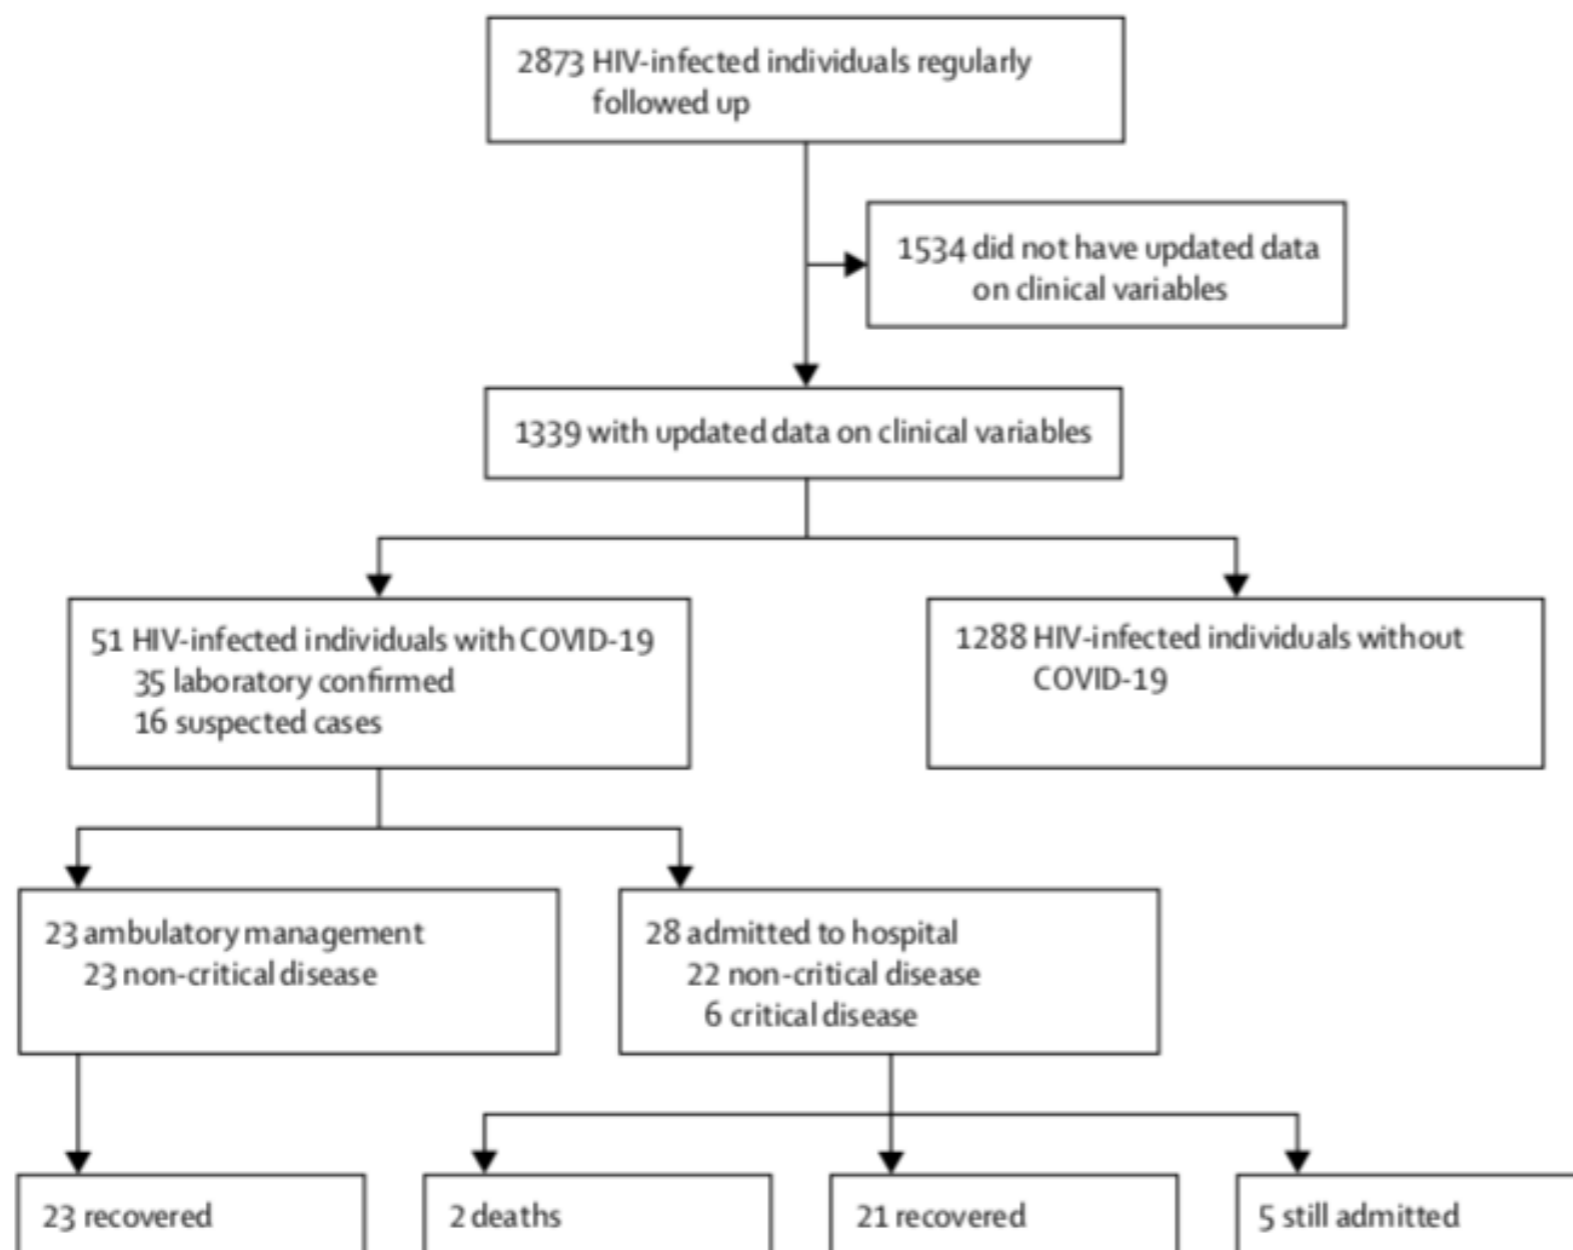 2873 HIV-infected individuals regularly
followed up
1534 did not have updated data
on clinical variables
1339 with updated data on clinical variables
51 HIV-infected individuals with COVID-19
35 laboratory confirmed
16 suspected cases
1288 HIV-infected individuals without
COVID-19
23 ambulatory management
23 non-critical disease
28 admitted to hospital
22 non-critical disease
6 critical disease
23 recovered
2 deaths
21 recovered
5 still admitted